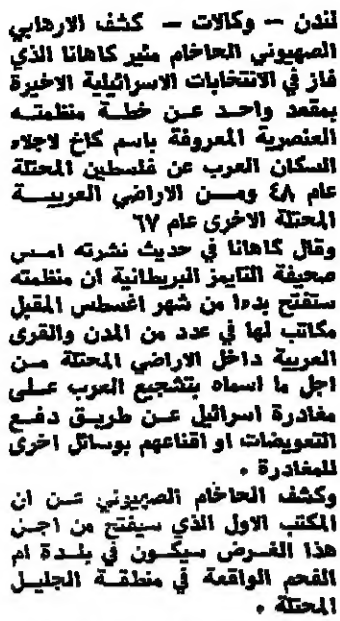 لندن – وكالات – كشف الارهابي
الصهيوني الحاخام مئير كاهانا الذي
فاز في الانتخابات الاسرائيلية الاخيرة
بمقعد واحد عن خطة منظمته
العنصرية المعروفة باسم كاخ لاجلاء
السكان العرب عن فلسطين المحتلة
عام ٤٨ ومن الاراضي العربية
المحتلة الاخرى عام ٦٧
وقال كاهانا في حديث نشرته امس
صحيفة التايمز البريطانية ان منظمته
ستفتح بدءا من شهر اغسطس المقبل
مكاتب لها في عدد من المدن والقرى
العربية داخل الاراضي المحتلة من
اجل ما اسماه بتشجيع العرب على
مغادرة اسرائيل عن طريق دفع
التعويضات او اقناعهم بوسائل اخرى
للمغادرة .
وكشف الحاخام الصهيوني عن ان
المكتب الاول الذي سيفتح من اجن
هذا الغرض سيكون في بلدة ام
الفحم الواقعة في منطقة الجليل
المحتلة .